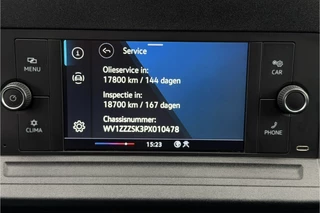 Service
MENU
CAR
Olieservice in:
17800 km / 144 dagen
Inspectie in:
18700 km / 167 dagen
Chassisnummer:
WV1ZZZSK3PX010478
CLIMA
PHONE
15:23